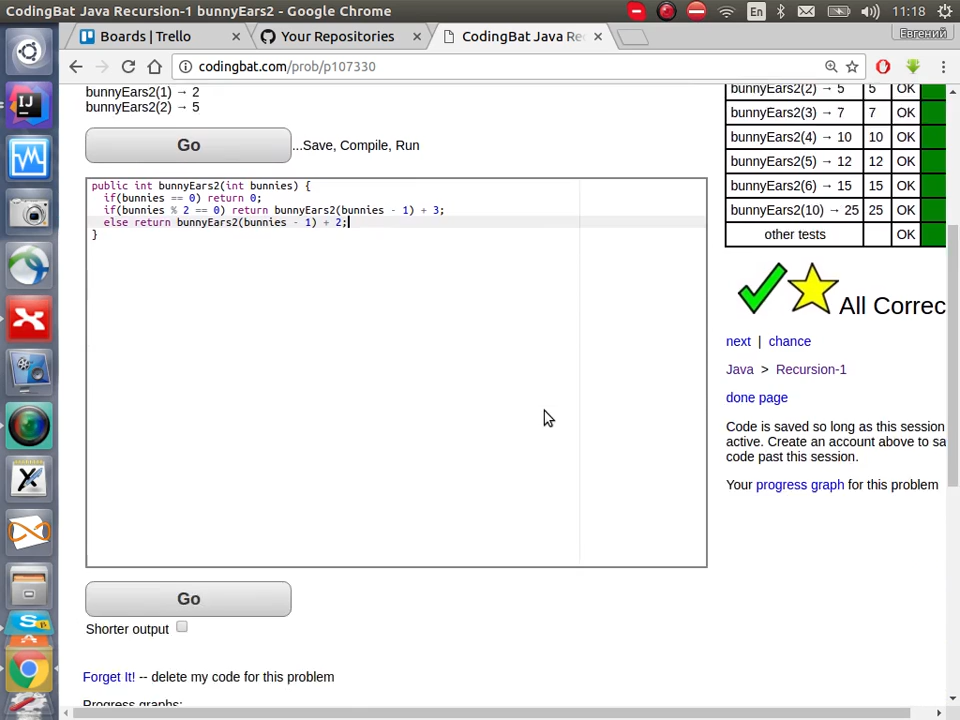 CodingBat Java Recursion-1 bunnyEars2 - Google Chrome
En
11:18
Boards | Trello
Your Repositories
CodingBat Java Re
Евгений
codingbat.com/prob/p107330
bunnyEars2(1) → 2
bunnyEars2(2) → 5
Go
...Save, Compile, Run
public int bunnyEars2(int bunnies) {
if(bunnies == 0) return 0;
if(bunnies % 2 == 0) return bunnyEars2(bunnies - 1) + 3;
else return bunnyEars2(bunnies - 1) + 2;
}
Go
Shorter output
Forget It! -- delete my code for this problem
Progress graphs:
bunnyEars2(2) → 5 5 OK
bunnyEars2(3) → 7 7 OK
bunnyEars2(4) → 10 10 OK
bunnyEars2(5) → 12 12 OK
bunnyEars2(6) → 15 15 OK
bunnyEars2(10) → 25 25 OK
other tests OK
All Correc
next | chance
Java > Recursion-1
done page
Code is saved so long as this session
active. Create an account above to sa
code past this session.
Your progress graph for this problem